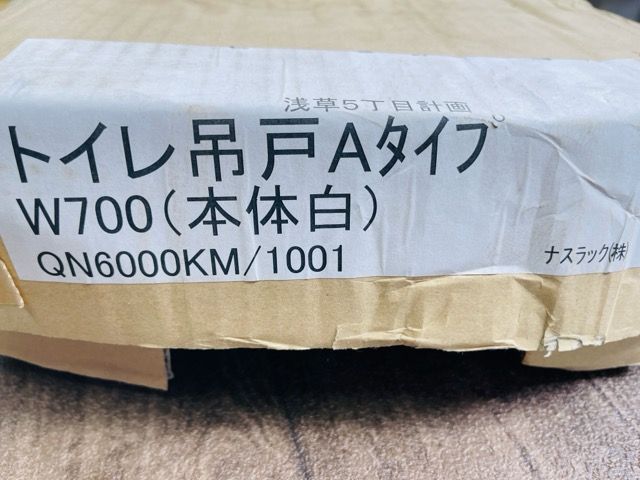 浅草5丁目計画
トイレ吊戸Aタイプ
W700(本体白)
QN6000KM/1001
ナスラック(株)